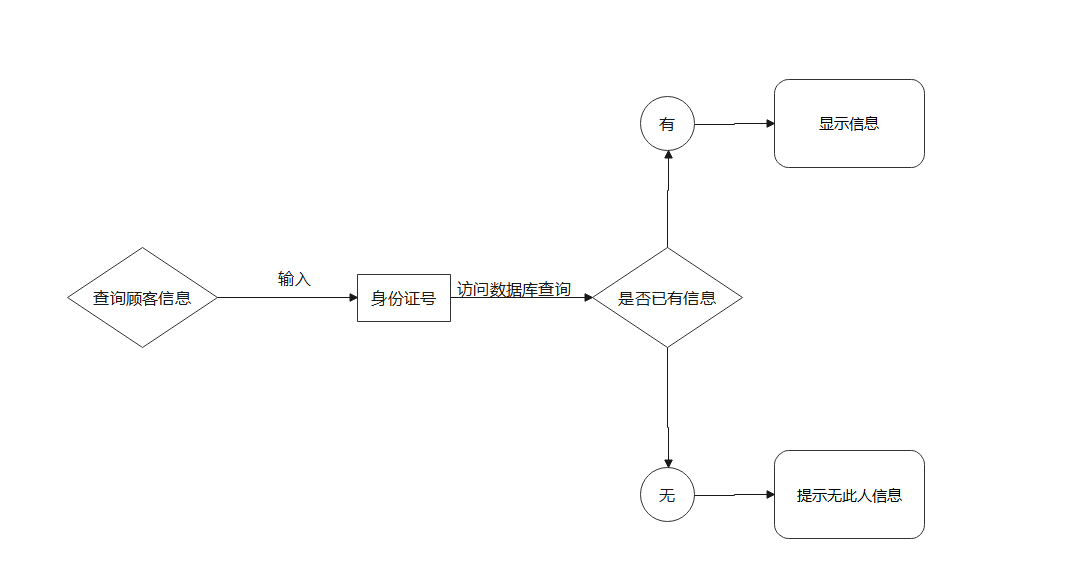 有
显示信息
查询顾客信息
输入
身份证号
访问数据库查询
是否已有信息
无
提示无此人信息